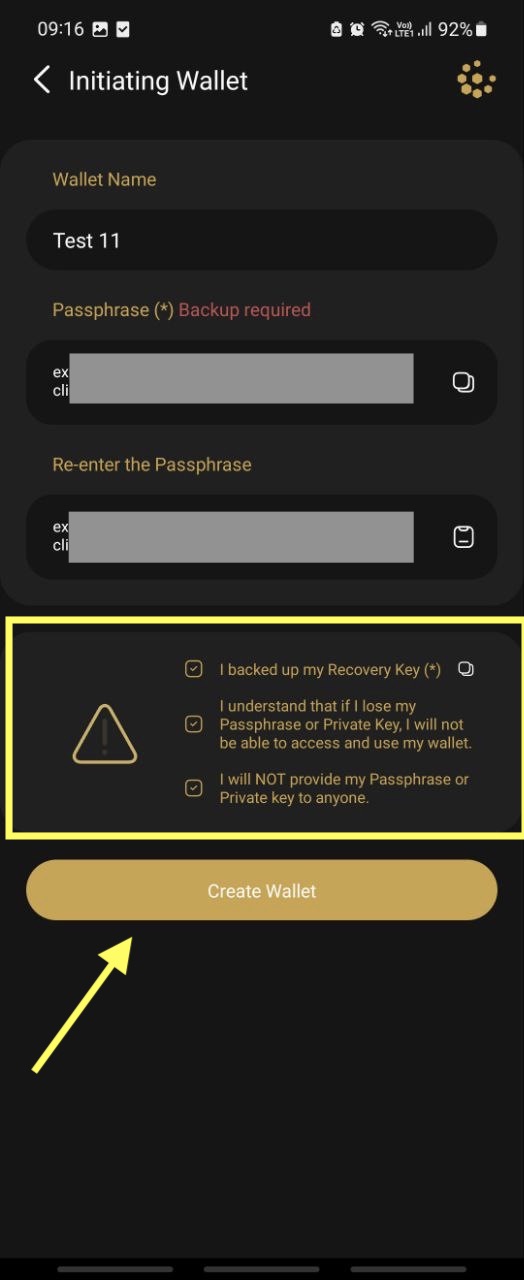 09:16 Vo) LTE1 92%
Initiating Wallet
Wallet Name
Test 11
Passphrase (*) Backup required
ex
cli
Re-enter the Passphrase
ex
cli
I backed up my Recovery Key (*)
I understand that if I lose my
Passphrase or Private Key, I will not
be able to access and use my wallet.
I will NOT provide my Passphrase or
Private key to anyone.
Create Wallet